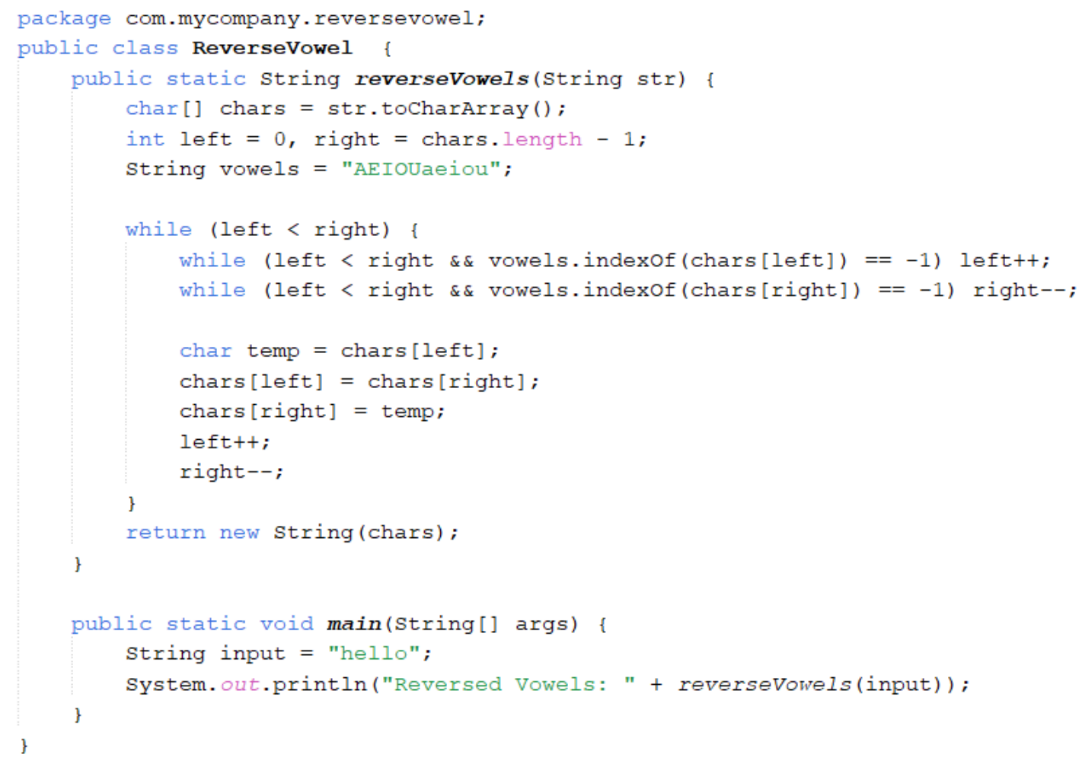 package com.mycompany.reversevowel;
public class ReverseVowel  {
    public static String reverseVowels(String str) {
        char[] chars = str.toCharArray();
        int left = 0, right = chars.length - 1;
        String vowels = "AEIOUaeiou";

        while (left < right) {
            while (left < right && vowels.indexOf(chars[left]) == -1) left++;
            while (left < right && vowels.indexOf(chars[right]) == -1) right--;

            char temp = chars[left];
            chars[left] = chars[right];
            chars[right] = temp;
            left++;
            right--;
        }
        return new String(chars);
    }

    public static void main(String[] args) {
        String input = "hello";
        System.out.println("Reversed Vowels: " + reverseVowels(input));
    }
}